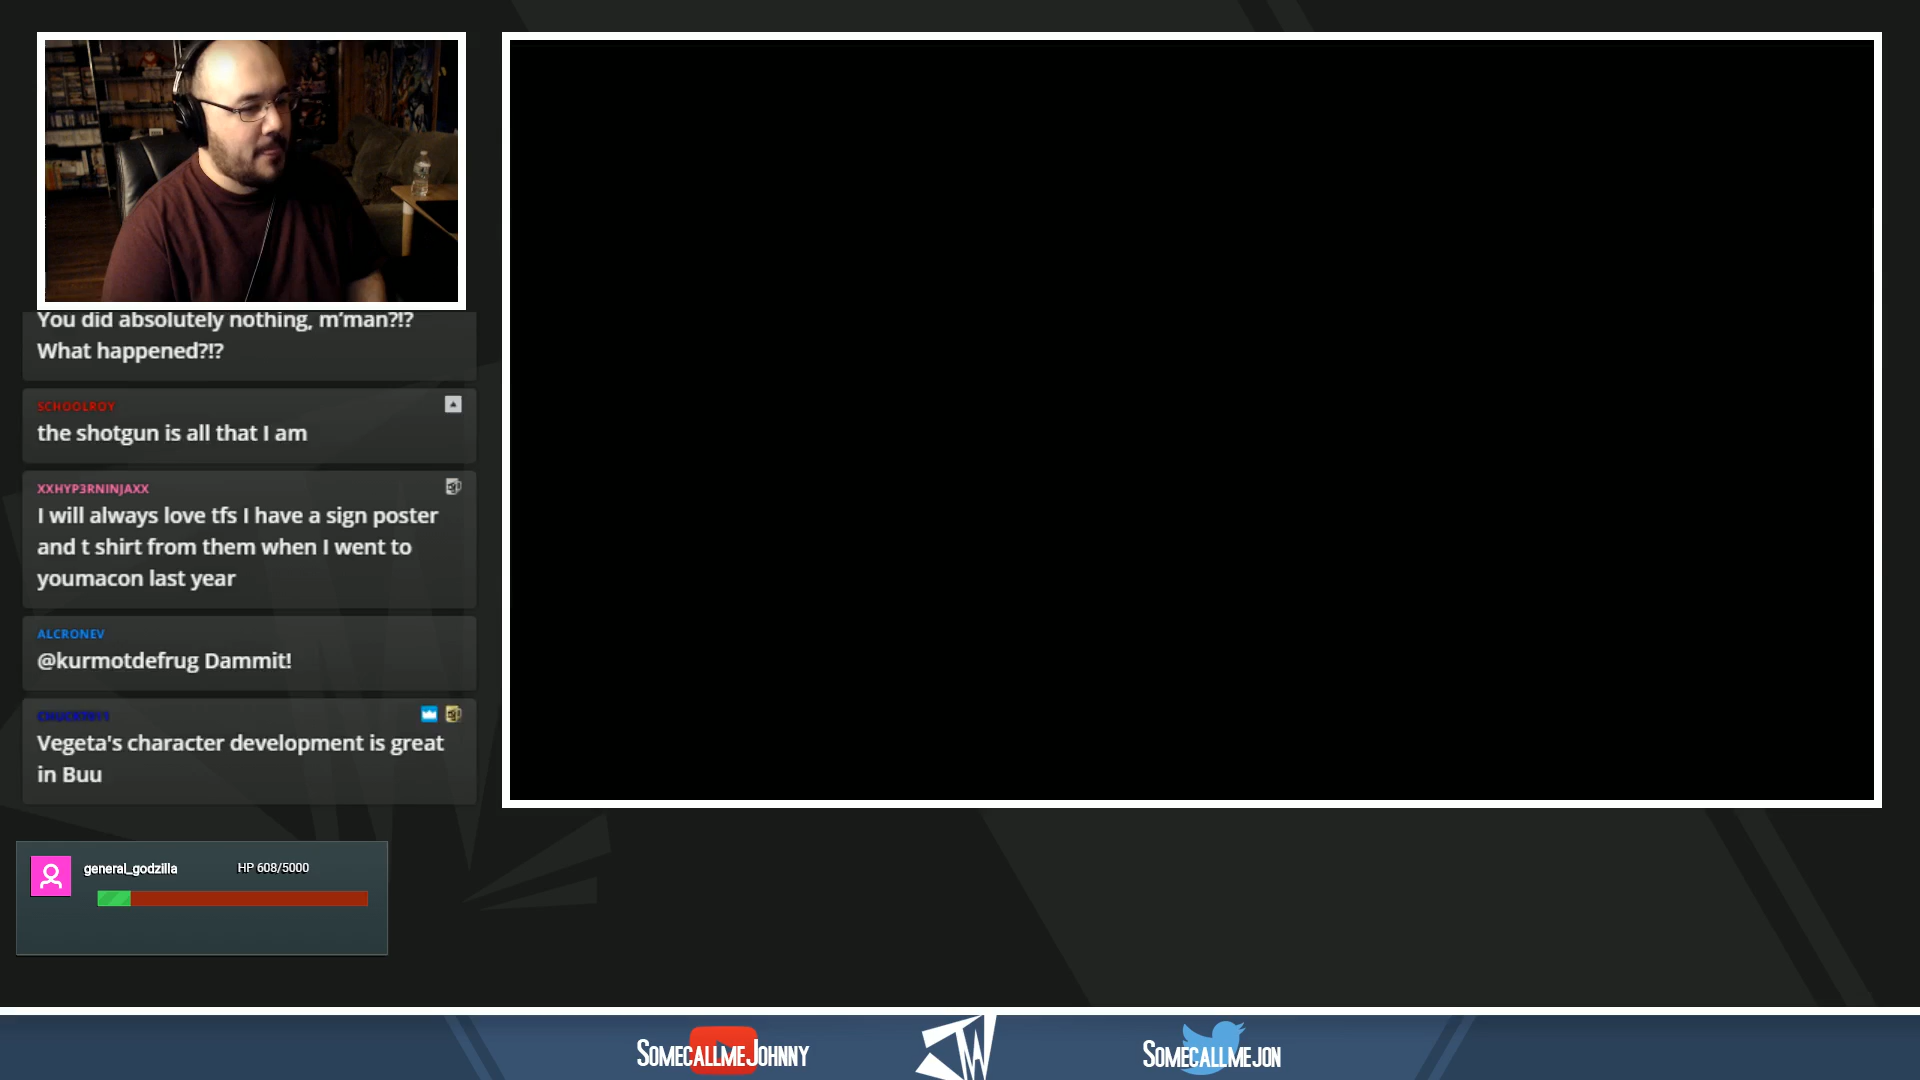 You did absolutely nothing, m'man?!?
What happened?!?
SCHOOLROY
the shotgun is all that I am
XXHYP3RNINJAXX
I will always love tfs I have a sign poster
and t shirt from them when I went to
youmacon last year
ALCRONEV
@kurmotdefrug Dammit!
Vegeta's character development is great
in Buu
general_godzilla HP 608/5000
SOMECALLMEJOHNNY
SOMECALLMEJON